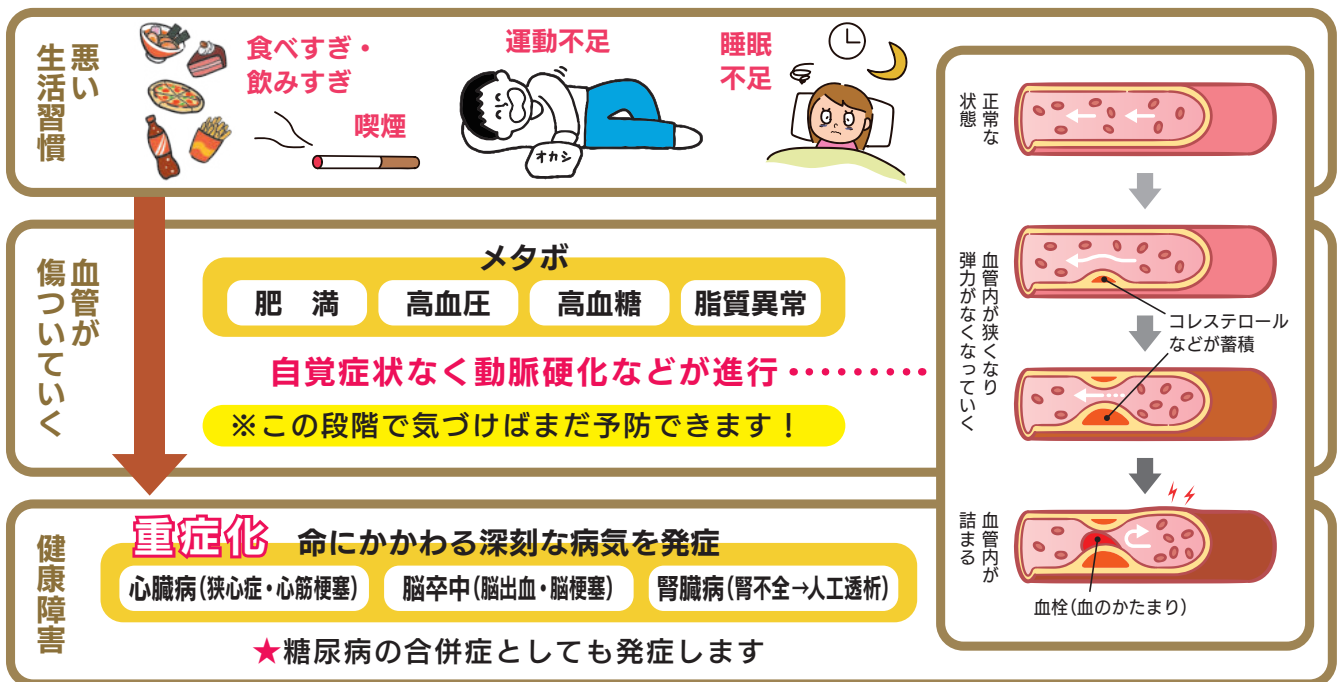 悪い
生活習慣
食べすぎ・
飲みすぎ
喫煙
運動不足
オカシ
睡眠
不足
血管が
傷ついていく
メタボ
肥　満
高血圧
高血糖
脂質異常
自覚症状なく動脈硬化などが進行・・・・・・・・・
※この段階で気づけばまだ予防できます！
健康障害
重症化
命にかかわる深刻な病気を発症
心臓病(狭心症・心筋梗塞)
脳卒中(脳出血・脳梗塞)
腎臓病(腎不全→人工透析)
★糖尿病の合併症としても発症します
正常な
状態
血管内が狭くなり
弾力がなくなっていく
コレステロール
などが蓄積
血管内が
詰まる
血栓(血のかたまり)